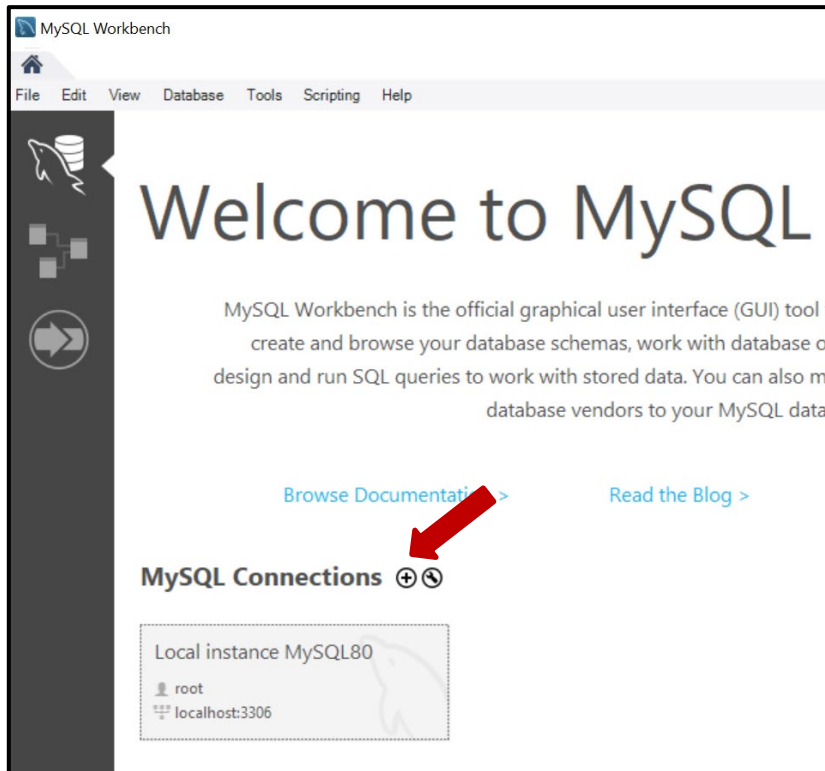 MySQL Workbench
File Edit View Database Tools Scripting Help
Welcome to MySQL
MySQL Workbench is the official graphical user interface (GUI) tool
create and browse your database schemas, work with database o
design and run SQL queries to work with stored data. You can also m
database vendors to your MySQL data
Browse Documentation > Read the Blog >
MySQL Connections
Local instance MySQL80
root
localhost:3306